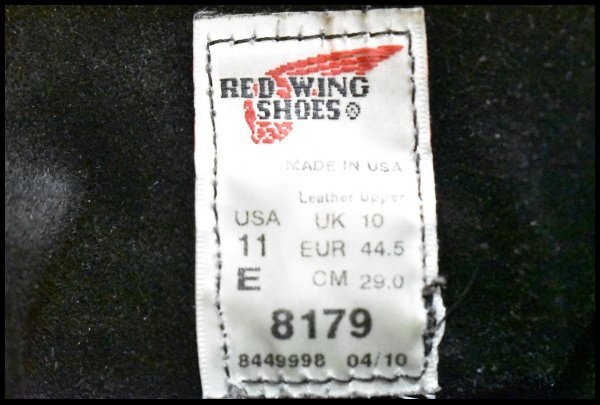 RED WING
SHOES®
MADE IN USA
Leather Upper
USA UK 10
11 EUR 44.5
E CM 29.0
8179
8449998 04/10